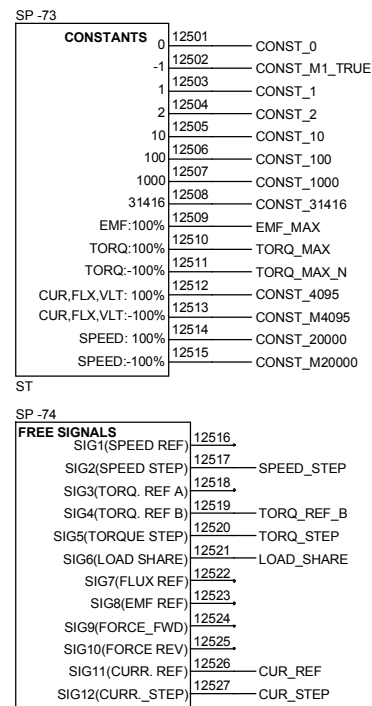 SP -73
CONSTANTS
0 12501 CONST_0
-1 12502 CONST_M1_TRUE
1 12503 CONST_1
2 12504 CONST_2
10 12505 CONST_10
100 12506 CONST_100
1000 12507 CONST_1000
31416 12508 CONST_31416
EMF:100% 12509 EMF_MAX
TORQ:100% 12510 TORQ_MAX
TORQ:-100% 12511 TORQ_MAX_N
CUR,FLX,VLT: 100% 12512 CONST_4095
CUR,FLX,VLT:-100% 12513 CONST_M4095
SPEED: 100% 12514 CONST_20000
SPEED:-100% 12515 CONST_M20000
ST
SP -74
FREE SIGNALS
SIG1(SPEED REF) 12516
SIG2(SPEED STEP) 12517 SPEED_STEP
SIG3(TORQ. REF A) 12518
SIG4(TORQ. REF B) 12519 TORQ_REF_B
SIG5(TORQUE STEP) 12520 TORQ_STEP
SIG6(LOAD SHARE) 12521 LOAD_SHARE
SIG7(FLUX REF) 12522
SIG8(EMF REF) 12523
SIG9(FORCE_FWD) 12524
SIG10(FORCE REV) 12525
SIG11(CURR. REF) 12526 CUR_REF
SIG12(CURR._STEP) 12527 CUR_STEP